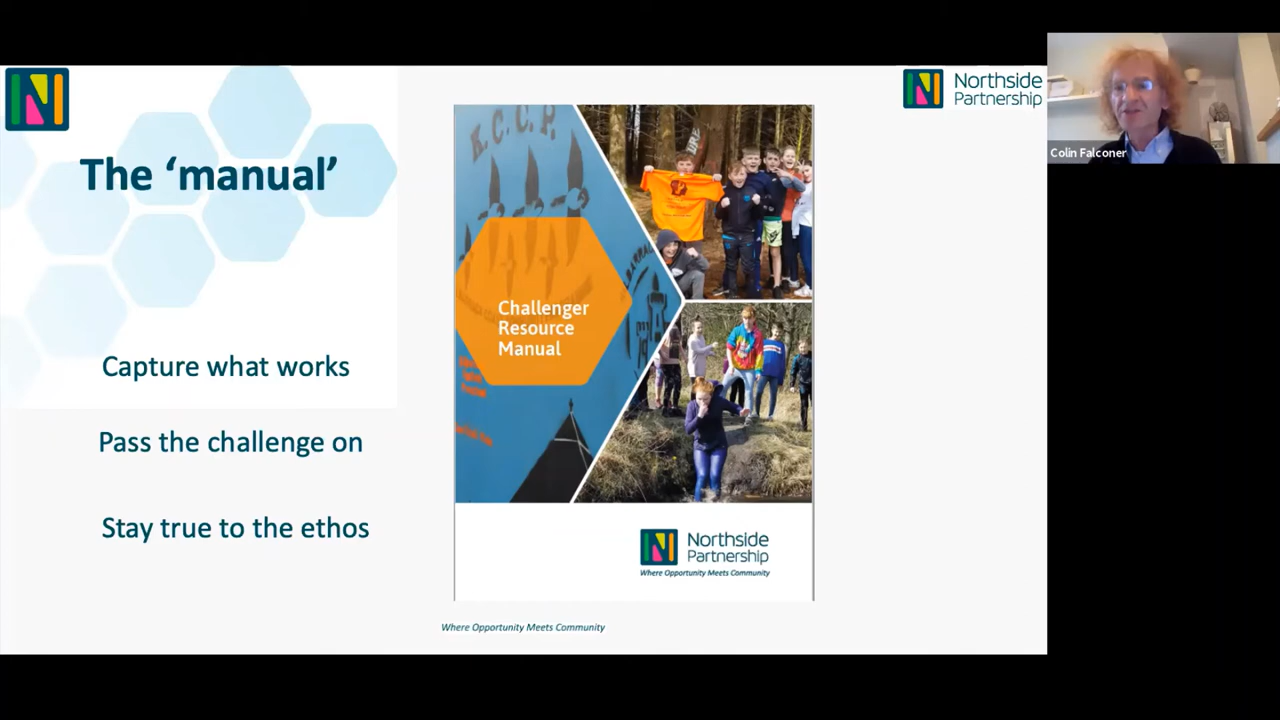 The ‘manual’
Capture what works
Pass the challenge on
Stay true to the ethos
K.C.C.P.
Challenger
Resource
Manual
Northside
Partnership
Where Opportunity Meets Community
Where Opportunity Meets Community
Northside
Partnership
Colin Falconer